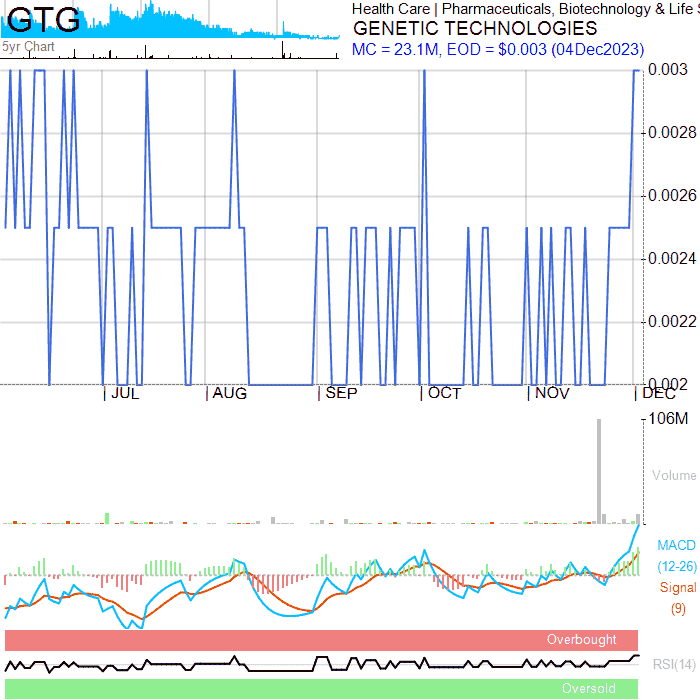 GTG
Health Care | Pharmaceuticals, Biotechnology & Life
GENETIC TECHNOLOGIES
5yr Chart
MC = 23.1M, EOD = $0.003 (04Dec2023)
0.003
0.0028
0.0026
0.0024
0.0022
0.002
JUL
AUG
SEP
OCT
NOV
DEC
106M
Volume
MACD
(12-26)
Signal
(9)
Overbought
RSI(14)
Oversold